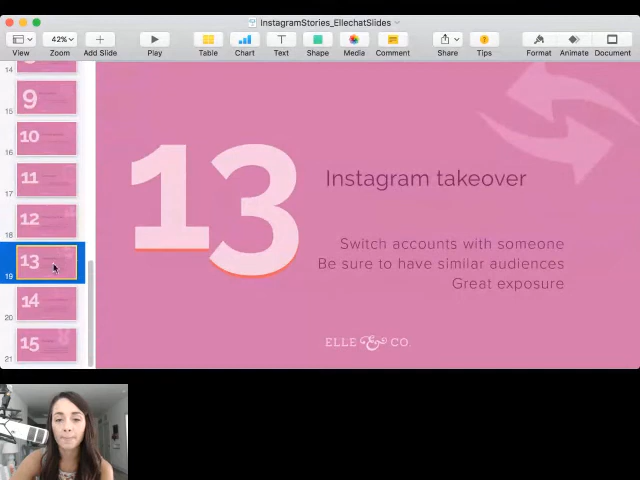 InstagramStories_EllechatSlides
42%
View
Zoom
Add Slide
Play
Table
Chart
Text
Shape
Media
Comment
Share
Tips
Format
Animate
Document
14
9
15
10
16
11
17
12
18
13
19
14
20
15
21
13
Instagram takeover
Switch accounts with someone
Be sure to have similar audiences
Great exposure
ELLE & CO.